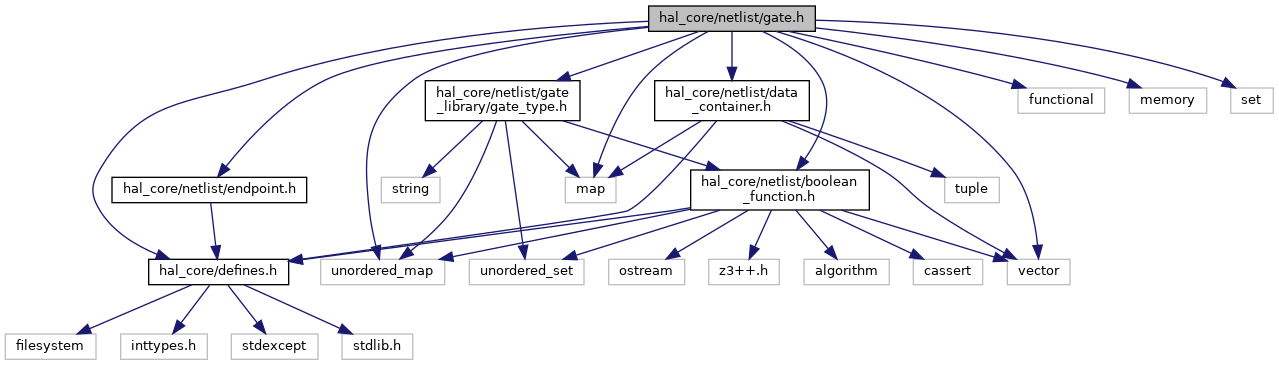 hal_core/netlist/gate.h
hal_core/netlist/gate
_library/gate_type.h
hal_core/netlist/data
_container.h
functional
memory
set
hal_core/netlist/endpoint.h
string
map
hal_core/netlist/boolean
_function.h
tuple
hal_core/defines.h
unordered_map
unordered_set
ostream
z3++.h
algorithm
cassert
vector
filesystem
inttypes.h
stdexcept
stdlib.h